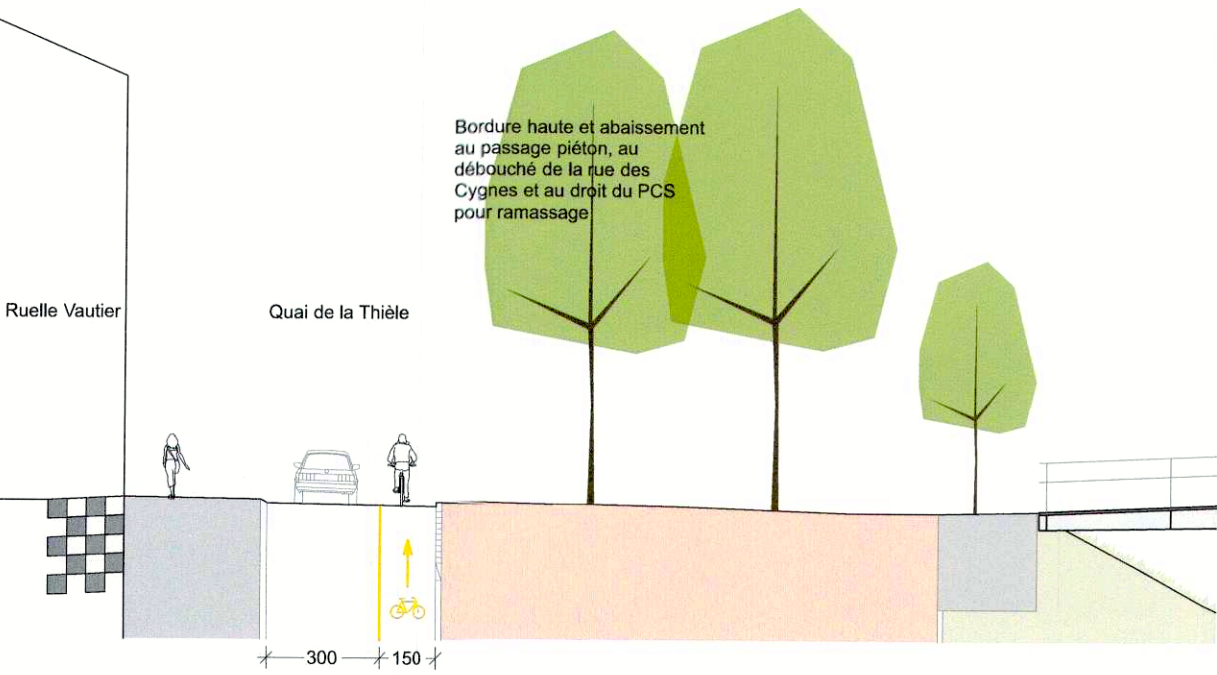 Bordure haute et abaissement
au passage piéton, au
débouché de la rue des
Cygnes et au droit du PCS
pour ramassage
Ruelle Vautier
Quai de la Thièle
300
150